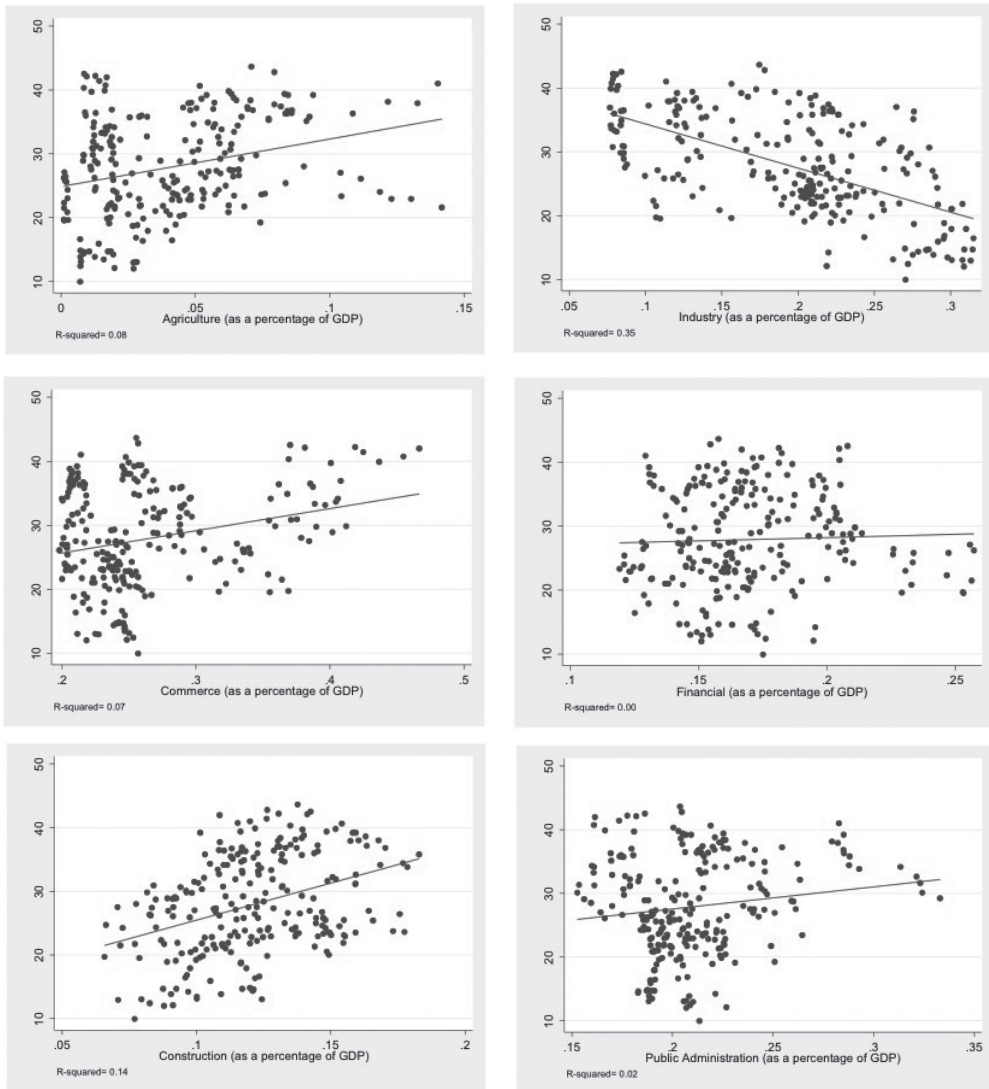 50
40
30
20
10
0 .05 .1 .15
Agriculture (as a percentage of GDP)
R-squared= 0.08
50
40
30
20
10
.05 .1 .15 .2 .25 .3
Industry (as a percentage of GDP)
R-squared= 0.35
50
40
30
20
10
.2 .3 .4 .5
Commerce (as a percentage of GDP)
R-squared= 0.07
50
40
30
20
10
.1 .15 .2 .25
Financial (as a percentage of GDP)
R-squared= 0.00
50
40
30
20
10
.05 .1 .15 .2
Construction (as a percentage of GDP)
R-squared= 0.14
50
40
30
20
10
.15 .2 .25 .3 .35
Public Administration (as a percentage of GDP)
R-squared= 0.02